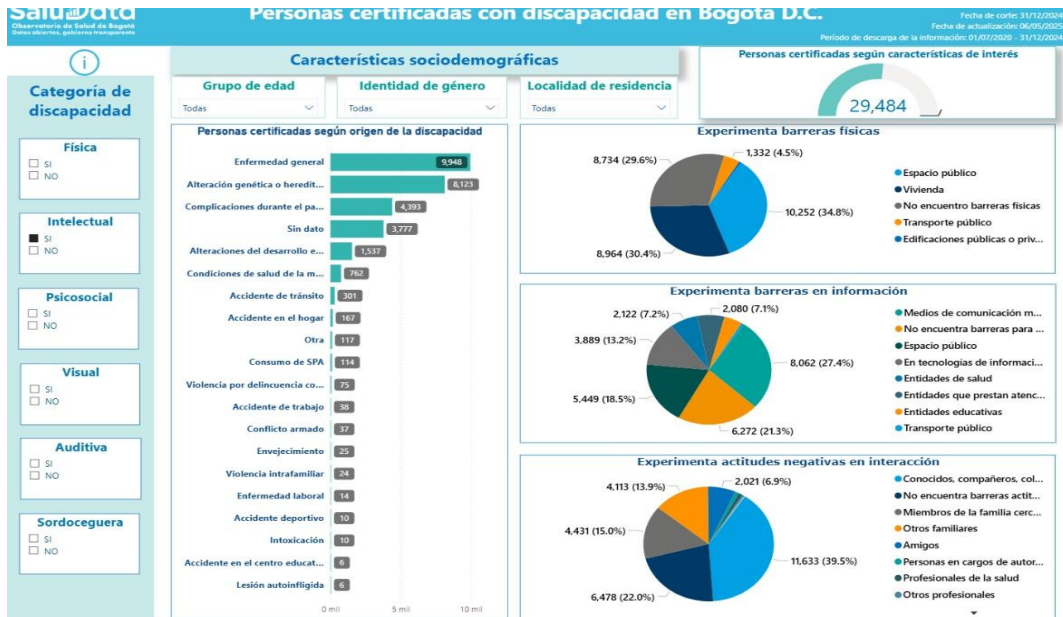 SaluData
Observatorio de Salud de Bogotá
Datos abiertos, gobierno transparente
Personas certificadas con discapacidad en Bogotá D.C.
Fecha de corte: 31/12/2024
Fecha de actualización: 06/05/2025
Período de descarga de la información: 01/07/2020 - 31/12/2024
i
Categoría de
discapacidad
Física
SI
NO
Intelectual
SI
NO
Psicosocial
SI
NO
Visual
SI
NO
Auditiva
SI
NO
Sordoceguera
SI
NO
Características sociodemográficas
Grupo de edad
Todas
Identidad de género
Todas
Localidad de residencia
Todas
Personas certificadas según características de interés
29,484
Personas certificadas según origen de la discapacidad
Enfermedad general 9,948
Alteración genética o heredit... 8,123
Complicaciones durante el pa... 4,393
Sin dato 3,777
Alteraciones del desarrollo e... 1,537
Condiciones de salud de la m... 762
Accidente de tránsito 301
Accidente en el hogar 167
Otra 117
Consumo de SPA 114
Violencia por delincuencia co... 75
Accidente de trabajo 38
Conflicto armado 37
Envejecimiento 25
Violencia intrafamiliar 24
Enfermedad laboral 14
Accidente deportivo 10
Intoxicación 10
Accidente en el centro educat... 6
Lesión autoinfligida 6
0 mil 5 mil 10 mil
Experimenta barreras físicas
1,332 (4.5%)
8,734 (29.6%)
10,252 (34.8%)
8,964 (30.4%)
Espacio público
Vivienda
No encuentro barreras físicas
Transporte público
Edificaciones públicas o priv...
Experimenta barreras en información
2,080 (7.1%)
2,122 (7.2%)
3,889 (13.2%)
8,062 (27.4%)
5,449 (18.5%)
6,272 (21.3%)
Medios de comunicación m...
No encuentra barreras para ...
Espacio público
En tecnologías de informaci...
Entidades de salud
Entidades que prestan atenc...
Entidades educativas
Transporte público
Experimenta actitudes negativas en interacción
2,021 (6.9%)
4,113 (13.9%)
4,431 (15.0%)
11,633 (39.5%)
6,478 (22.0%)
Conocidos, compañeros, col...
No encuentra barreras actit...
Miembros de la familia cerc...
Otros familiares
Amigos
Personas en cargos de autor...
Profesionales de la salud
Otros profesionales